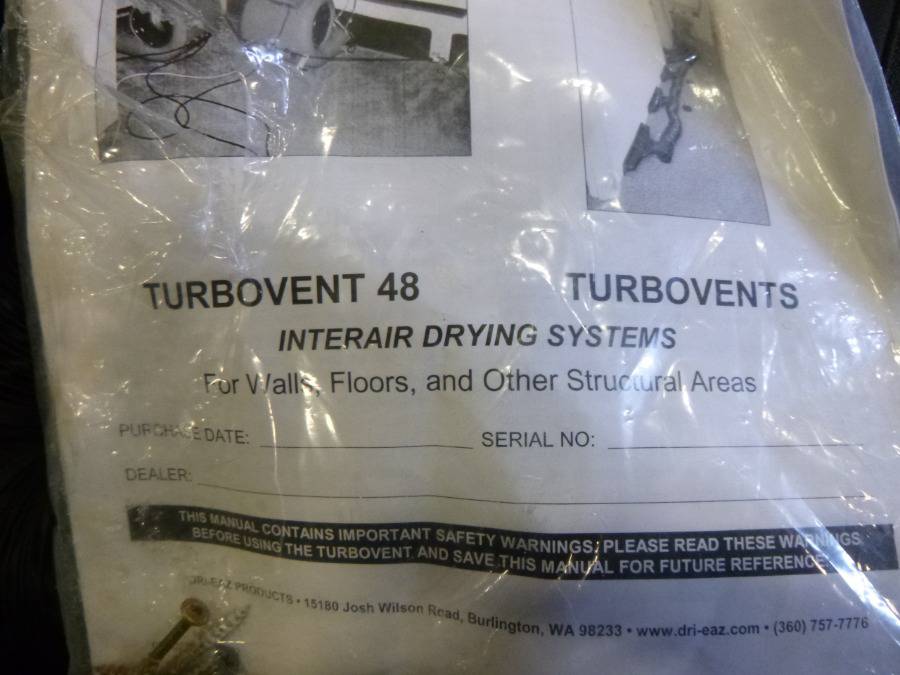 TURBOVENT 48 TURBOVENTS
INTERAIR DRYING SYSTEMS
For Walls, Floors, and Other Structural Areas
PURCHASE DATE: SERIAL NO:
DEALER:
THIS MANUAL CONTAINS IMPORTANT SAFETY WARNINGS. PLEASE READ THESE WARNINGS
BEFORE USING THE TURBOVENT, AND SAVE THIS MANUAL FOR FUTURE REFERENCE.
DRI-EAZ PRODUCTS • 15180 Josh Wilson Road, Burlington, WA 98233 • www.dri-eaz.com • (360) 757-7776